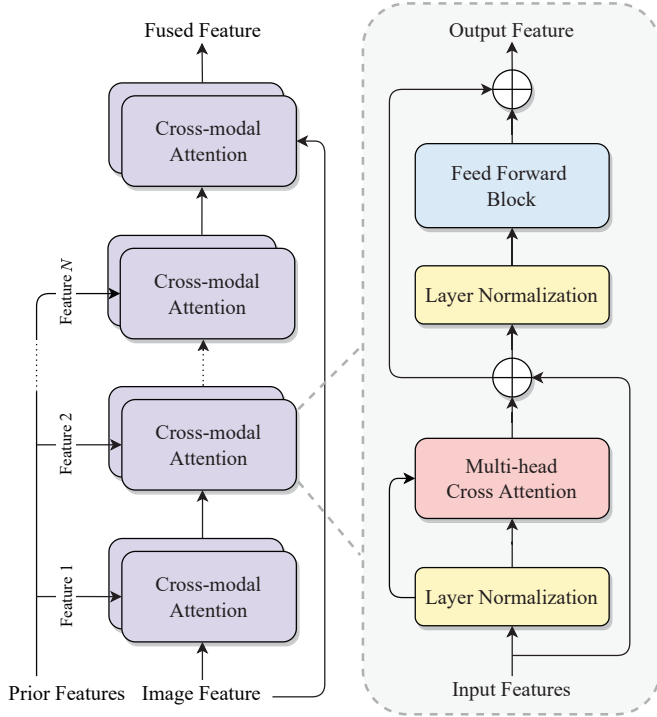 Fused Feature
Cross-modal
Attention
Feature N
Cross-modal
Attention
Feature 2
Cross-modal
Attention
Feature 1
Cross-modal
Attention
Prior Features
Image Feature
Output Feature
Feed Forward
Block
Layer Normalization
Multi-head
Cross Attention
Layer Normalization
Input Features